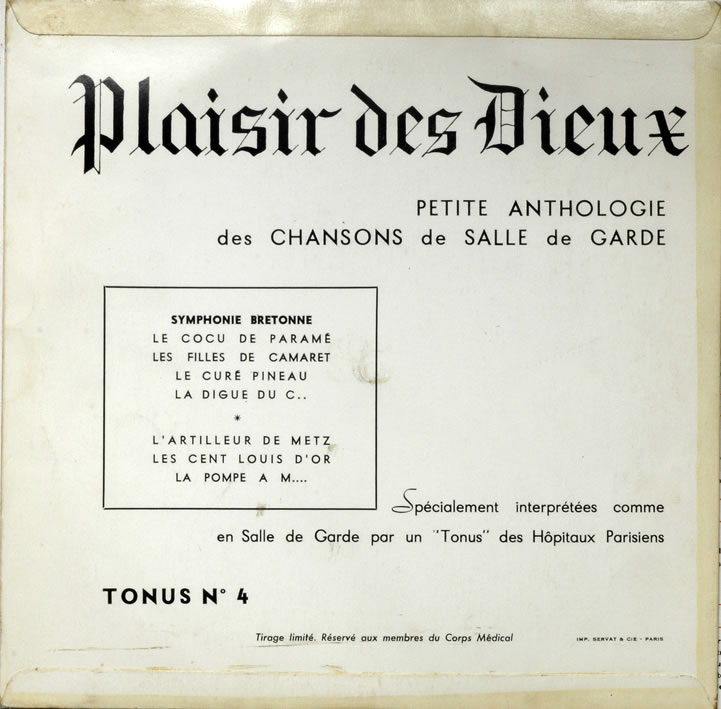 Plaisir des Dieux
PETITE ANTHOLOGIE
des CHANSONS de SALLE de GARDE
SYMPHONIE BRETONNE
LE COCU DE PARAMÉ
LES FILLES DE CAMARET
LE CURÉ PINEAU
LA DIGUE DU C..
*
L'ARTILLEUR DE METZ
LES CENT LOUIS D'OR
LA POMPE A M....
Spécialement interprétées comme
en Salle de Garde par un "Tonus" des Hôpitaux Parisiens
TONUS N° 4
Tirage limité. Réservé aux membres du Corps Médical
IMP. SERVAT & CIE - PARIS